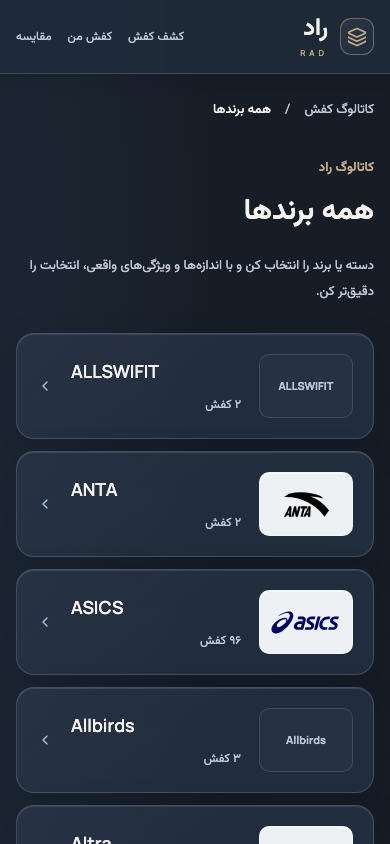 راد
RAD
کشف کفش
کفش من
مقایسه
کاتالوگ کفش / همه برندها
کاتالوگ راد
همه برندها
دسته یا برند را انتخاب کن و با اندازه‌ها و ویژگی‌های واقعی، انتخابت را
دقیق‌تر کن.
ALLSWIFIT
ALLSWIFIT
۲ کفش
ANTA
ANTA
۲ کفش
asics
ASICS
۹۶ کفش
Allbirds
Allbirds
۳ کفش
Altra